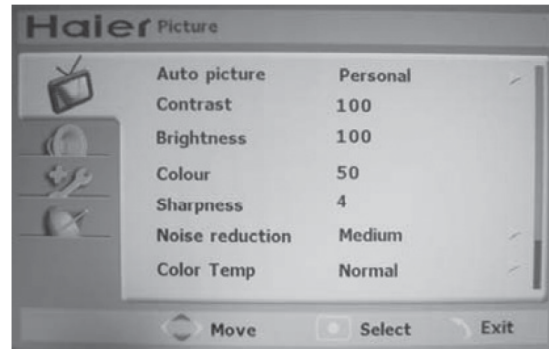 Haier Picture
Auto picture Personal
Contrast 100
Brightness 100
Colour 50
Sharpness 4
Noise reduction Medium
Color Temp Normal
Move Select Exit